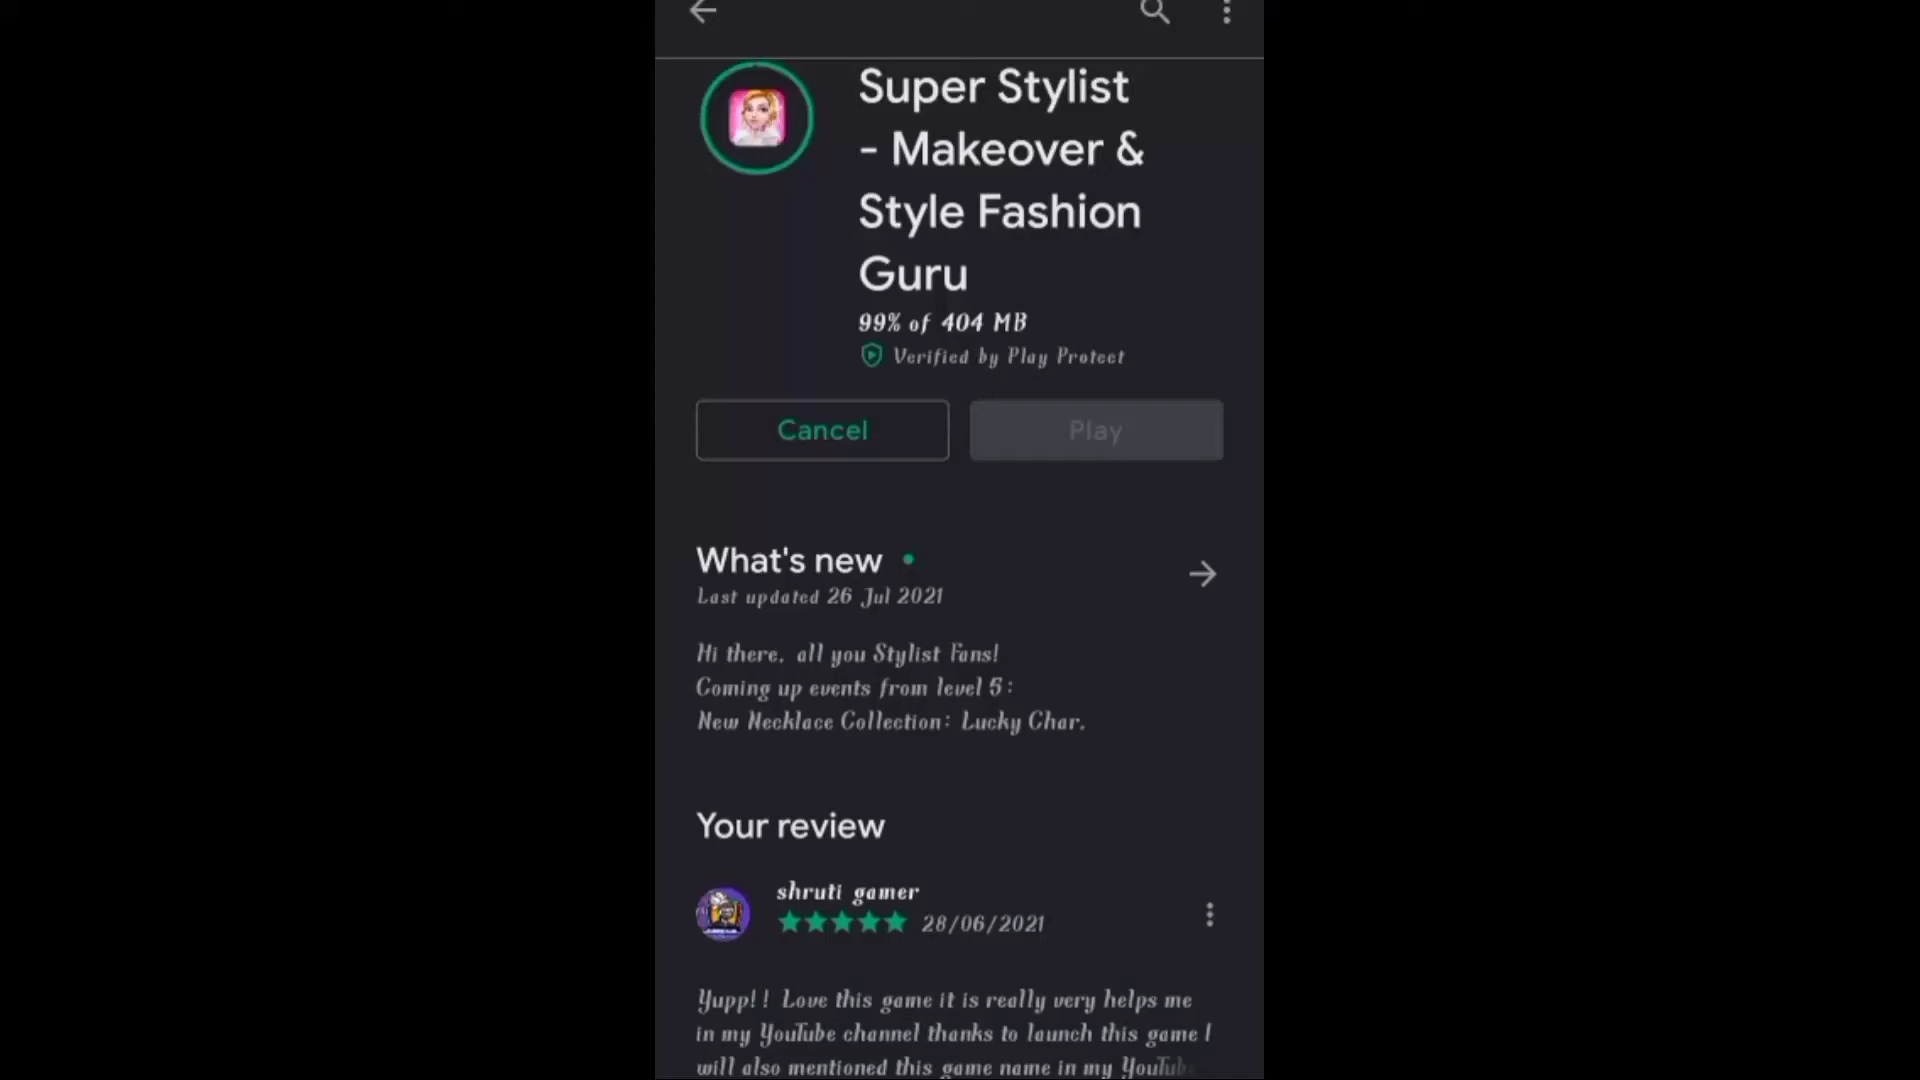 Super Stylist
- Makeover &
Style Fashion
Guru
99% of 404 MB
Verified by Play Protect
Cancel
Play
What's new
Last updated 26 Jul 2021
Hi there, all you Stylist Fans!
Coming up events from level 5:
New Necklace Collection: Lucky Char.
Your review
shruti gamer
28/06/2021
Yupp!! Love this game it is really very helps me
in my YouTube channel thanks to launch this game I
will also mentioned this game name in my YouTub